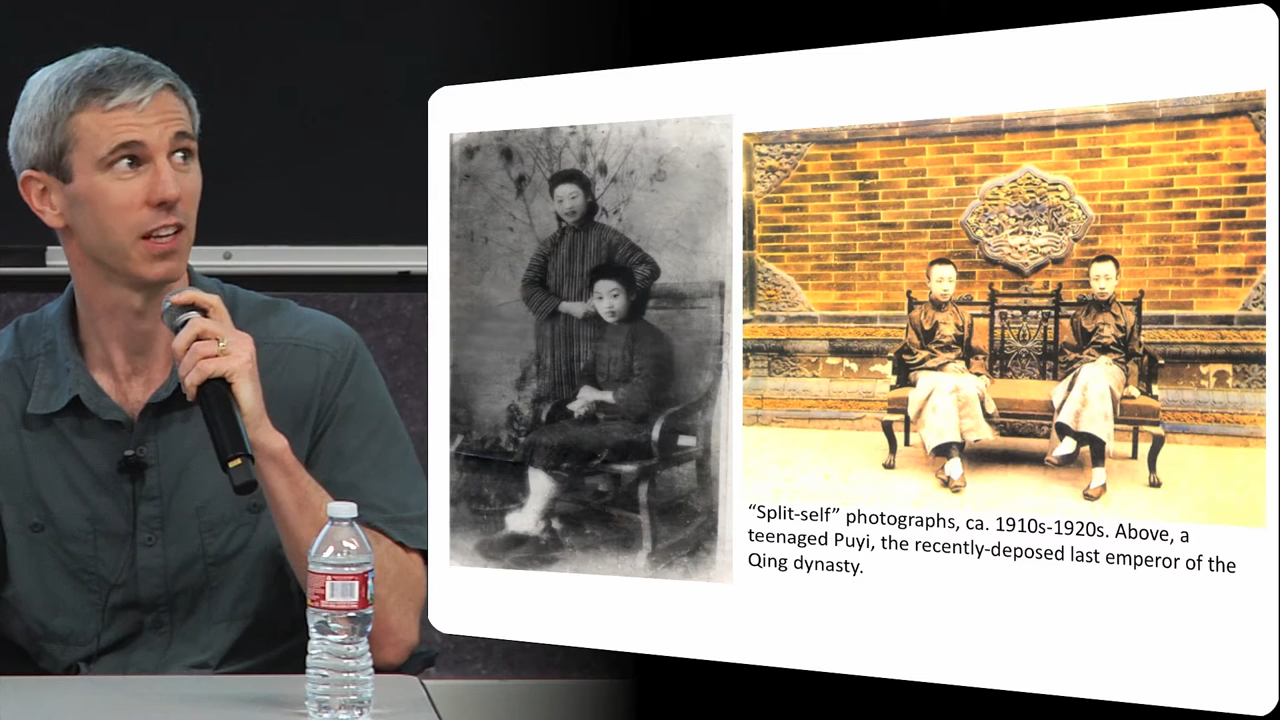 “Split-self” photographs, ca. 1910s-1920s. Above, a
teenaged Puyi, the recently-deposed last emperor of the
Qing dynasty.